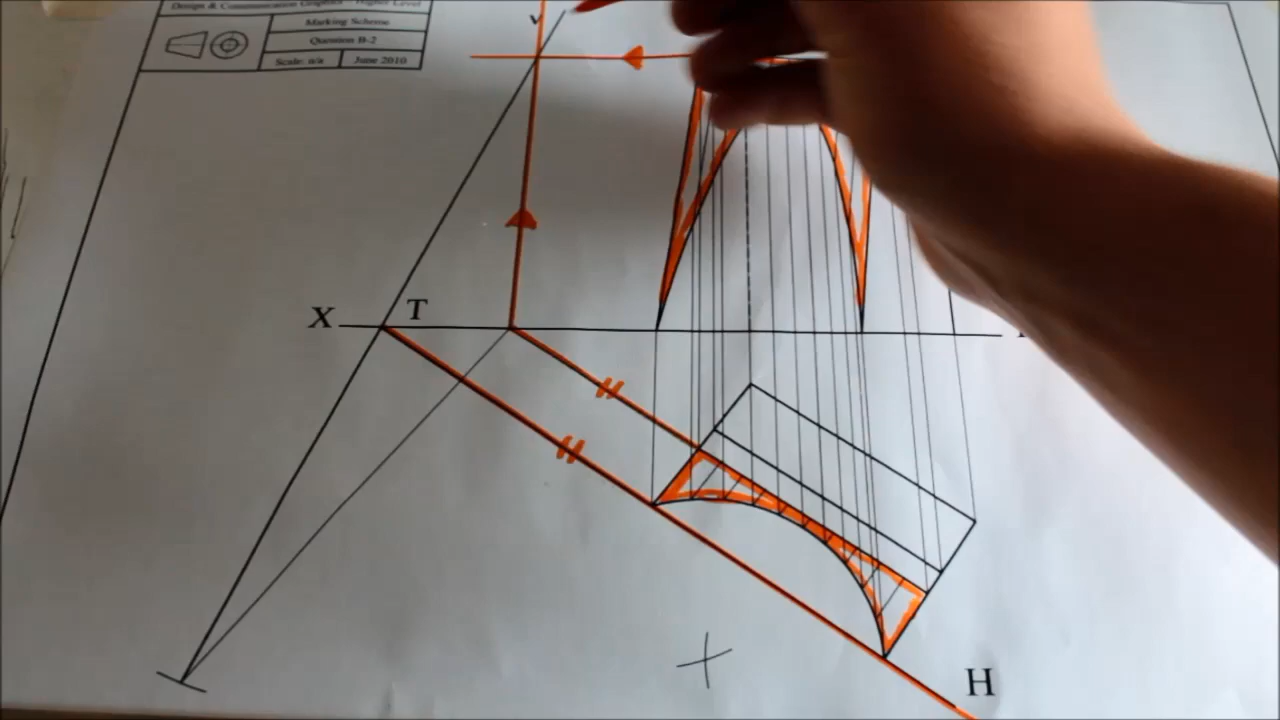 Design & Communication Graphics - Higher Level
Marking Scheme
Question B-2
Scale: n/s
June 2010
V
X
T
H